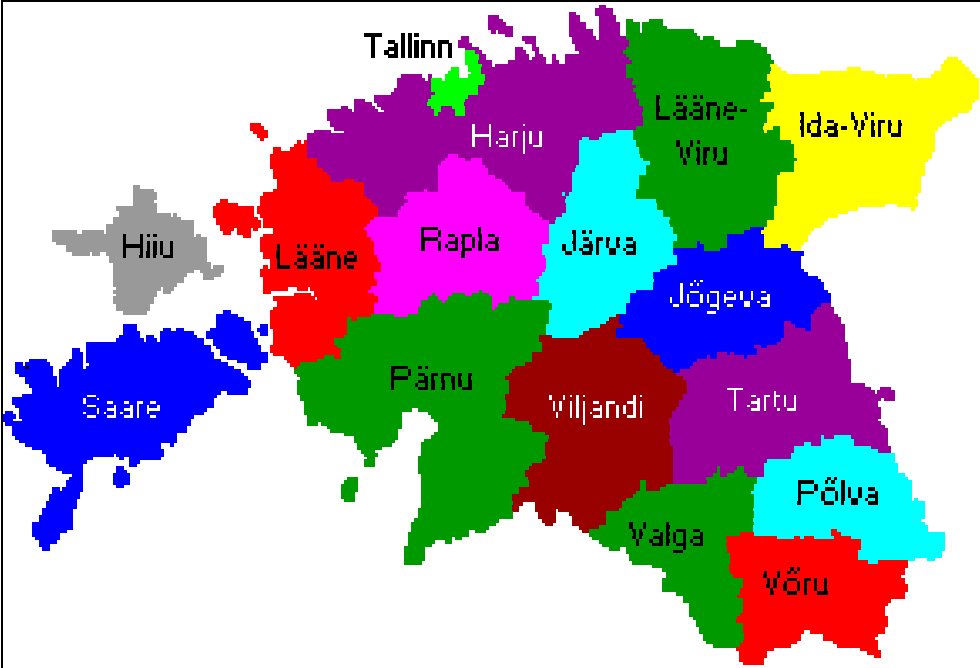 Tallinn
Lääne-
Viru
Ida-Viru
Harju
Hiiu
Lääne
Rapla
Järva
Jõgeva
Saare
Pärnu
Viljandi
Tartu
Põlva
Valga
Võru